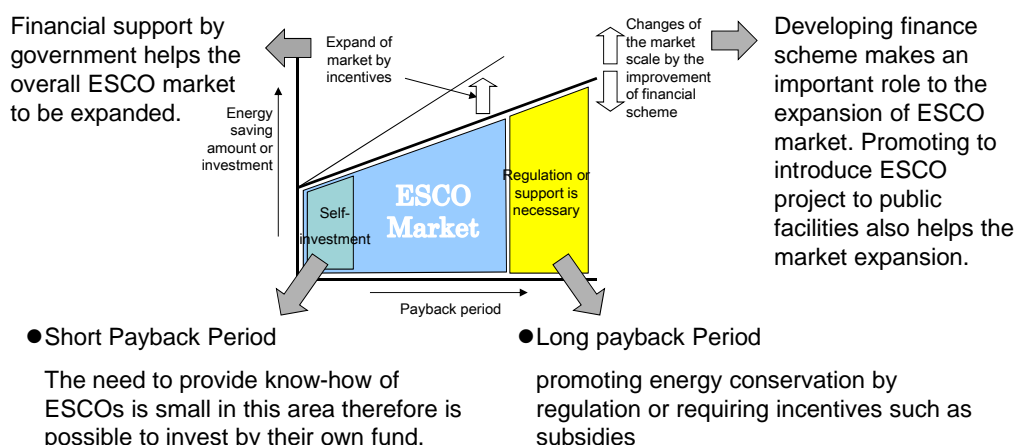 Financial support by
government helps the
overall ESCO market
to be expanded.
Expand of
market by
incentives
Changes of
the market
scale by the
improvement
of financial
scheme
Developing finance
scheme makes an
important role to the
expansion of ESCO
market. Promoting to
introduce ESCO
project to public
facilities also helps the
market expansion.
Energy
saving
amount or
investment
Self-
investment
ESCO
Market
Regulation or
support is
necessary
Payback period
●Short Payback Period
The need to provide know-how of
ESCOs is small in this area therefore is
possible to invest by their own fund.
●Long payback Period
promoting energy conservation by
regulation or requiring incentives such as
subsidies